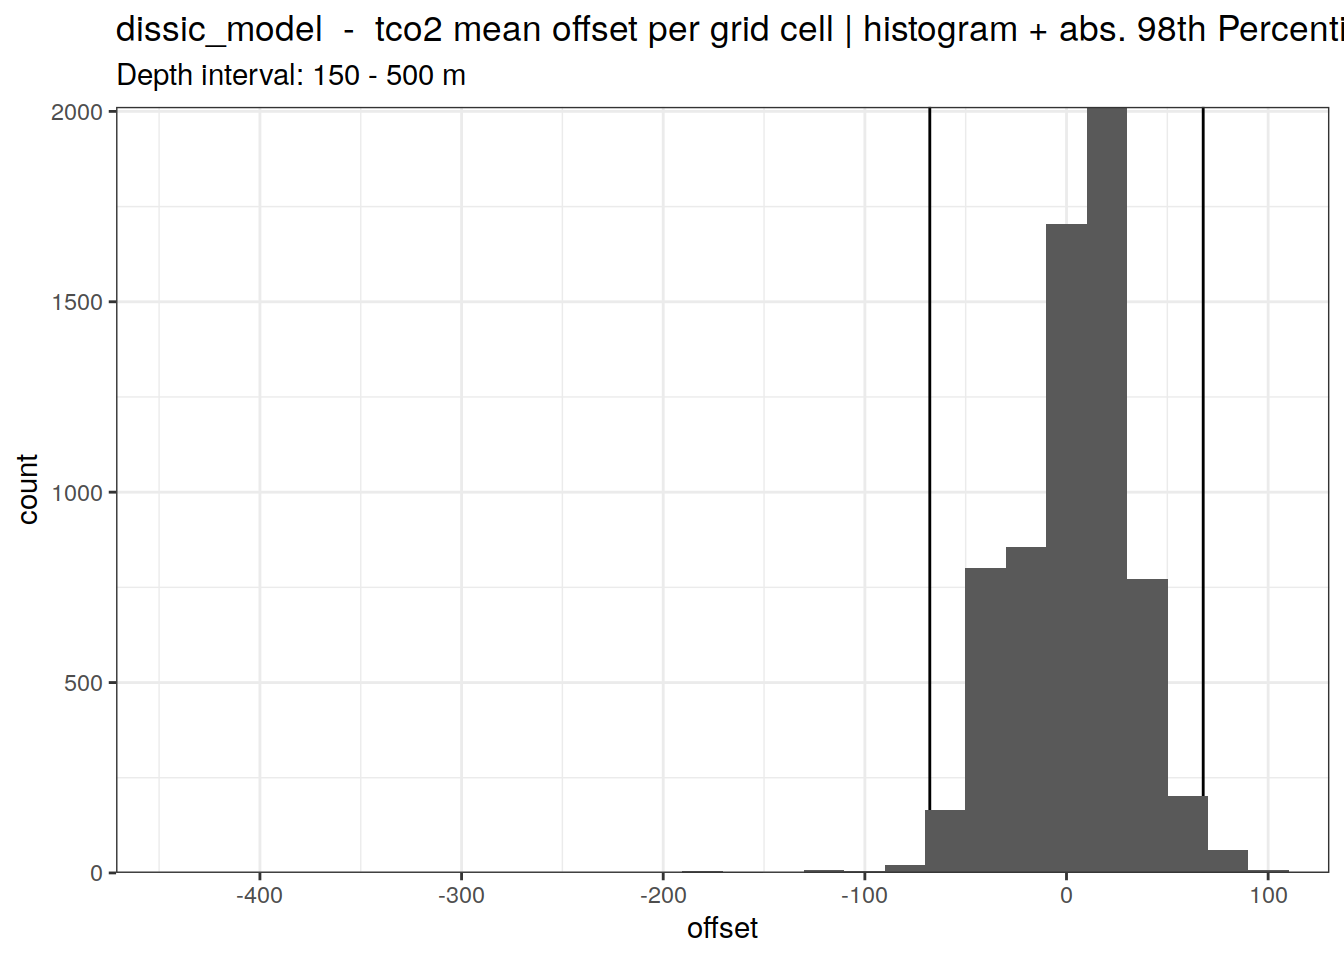 dissic_model  -  tco2 mean offset per grid cell | histogram + abs. 98th Percenti
Depth interval: 150 - 500 m
2000
1500
1000
500
0
count
-400 -300 -200 -100 0 100
offset